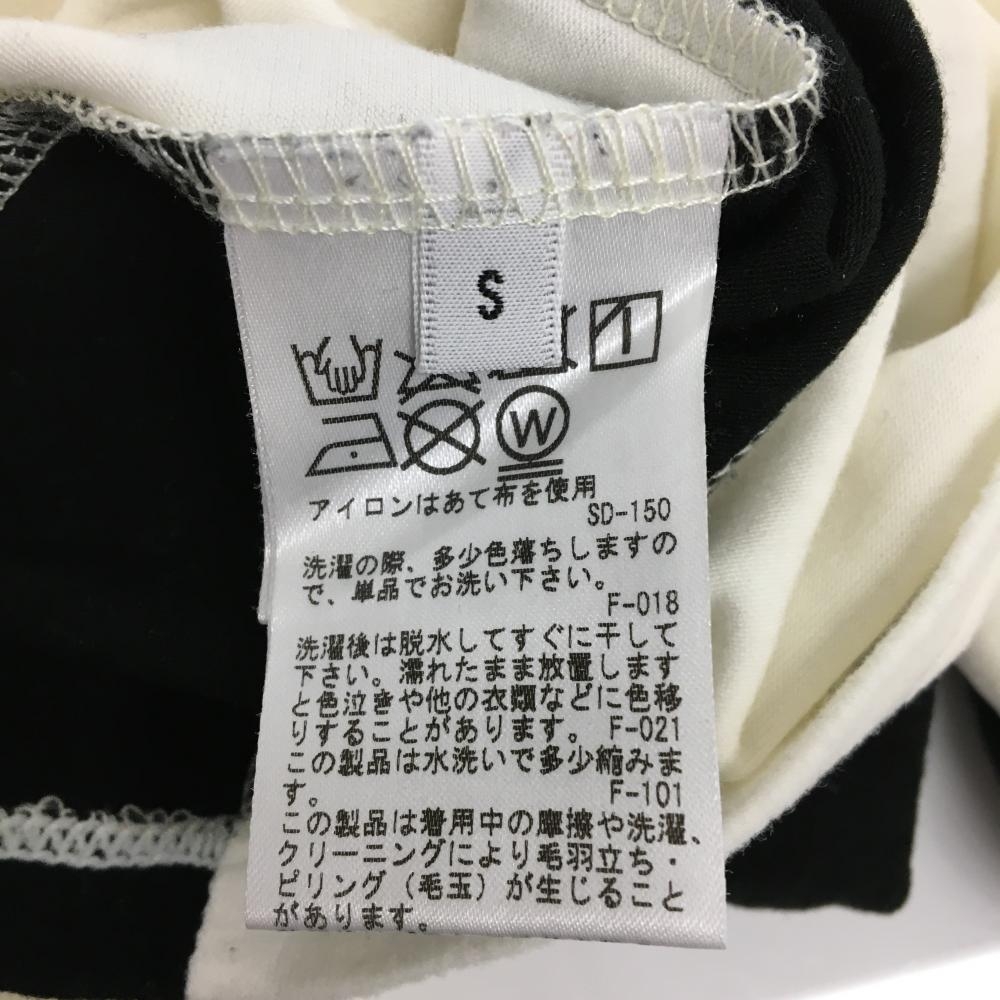 S
W
アイロンはあて布を使用
SD-150
洗濯の際、多少色落ちしますの
で、単品でお洗い下さい。
F-018
洗濯後は脱水してすぐに干して
下さい。濡れたまま放置します
と色泣きや他の衣類などに色移
りすることがあります。 F-021
この製品は水洗いで多少縮みま
す。 F-101
この製品は着用中の摩擦や洗濯、
クリーニングにより毛羽立ち・
ピリング（毛玉）が生じること
があります。